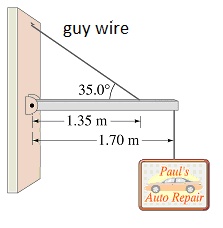 guy wire
35.0°
1.35 m
1.70 m
Paul's
Auto Repair